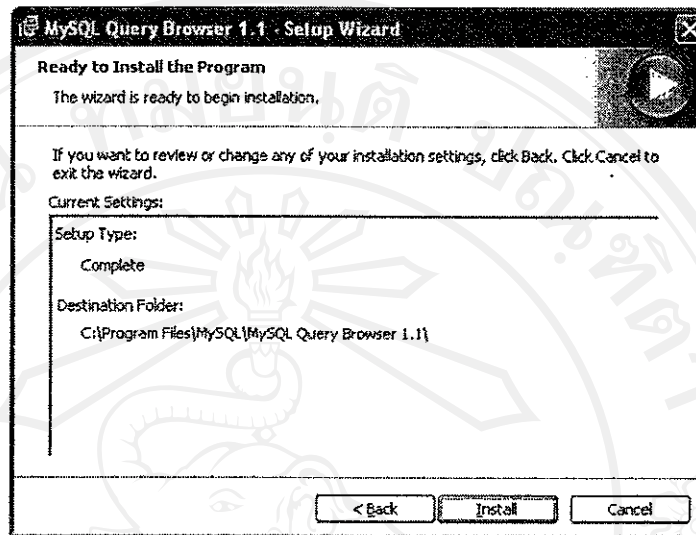 MySQL Query Browser 1.1 - Setup Wizard
Ready to Install the Program
The wizard is ready to begin installation.
If you want to review or change any of your installation settings, click Back. Click Cancel to
exit the wizard.
Current Settings:
Setup Type:
Complete
Destination Folder:
C:\Program Files\MySQL\MySQL Query Browser 1.1\
< Back
Install
Cancel